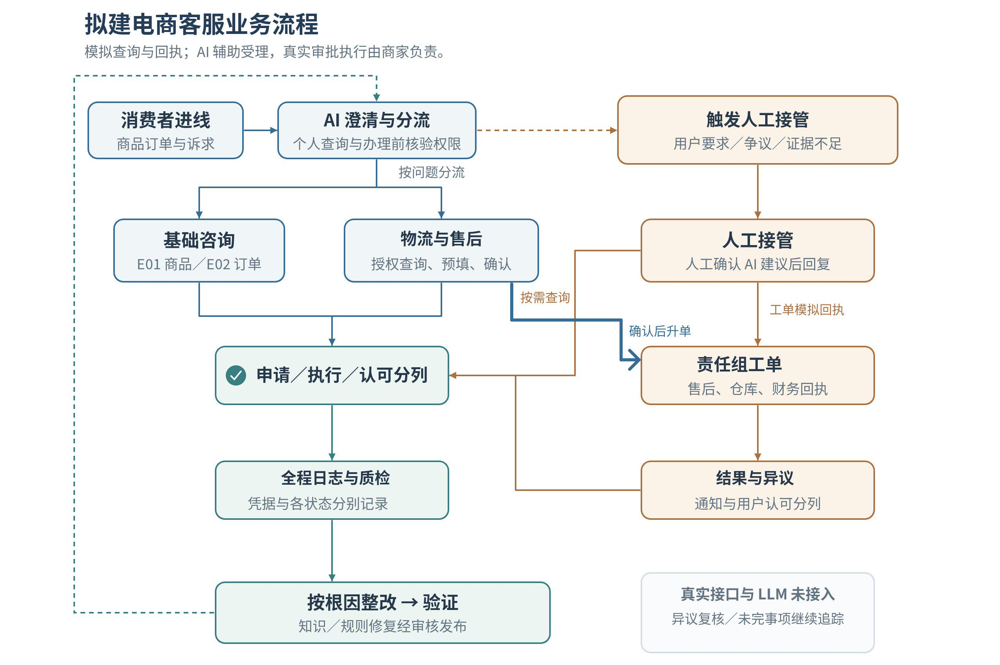 拟建电商客服业务流程
模拟查询与回执；AI 辅助受理，真实审批执行由商家负责。
消费者进线
商品订单与诉求
AI 澄清与分流
个人查询与办理前核验权限
触发人工接管
用户要求／争议／证据不足
按问题分流
基础咨询
E01 商品／E02 订单
物流与售后
授权查询、预填、确认
人工接管
人工确认 AI 建议后回复
按需查询
工单模拟回执
确认后升单
申请／执行／认可分列
责任组工单
售后、仓库、财务回执
全程日志与质检
凭据与各状态分别记录
结果与异议
通知与用户认可分列
按根因整改 → 验证
知识／规则修复经审核发布
真实接口与 LLM 未接入
异议复核／未完事项继续追踪